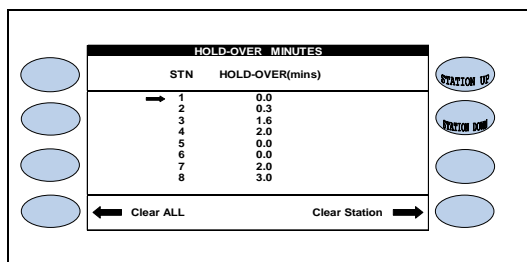 HOLD-OVER MINUTES
STN HOLD-OVER(mins)
STATION UP
1 0.0
2 0.3
3 1.6
STATION DOWN
4 2.0
5 0.0
6 0.0
7 2.0
8 3.0
Clear ALL Clear Station